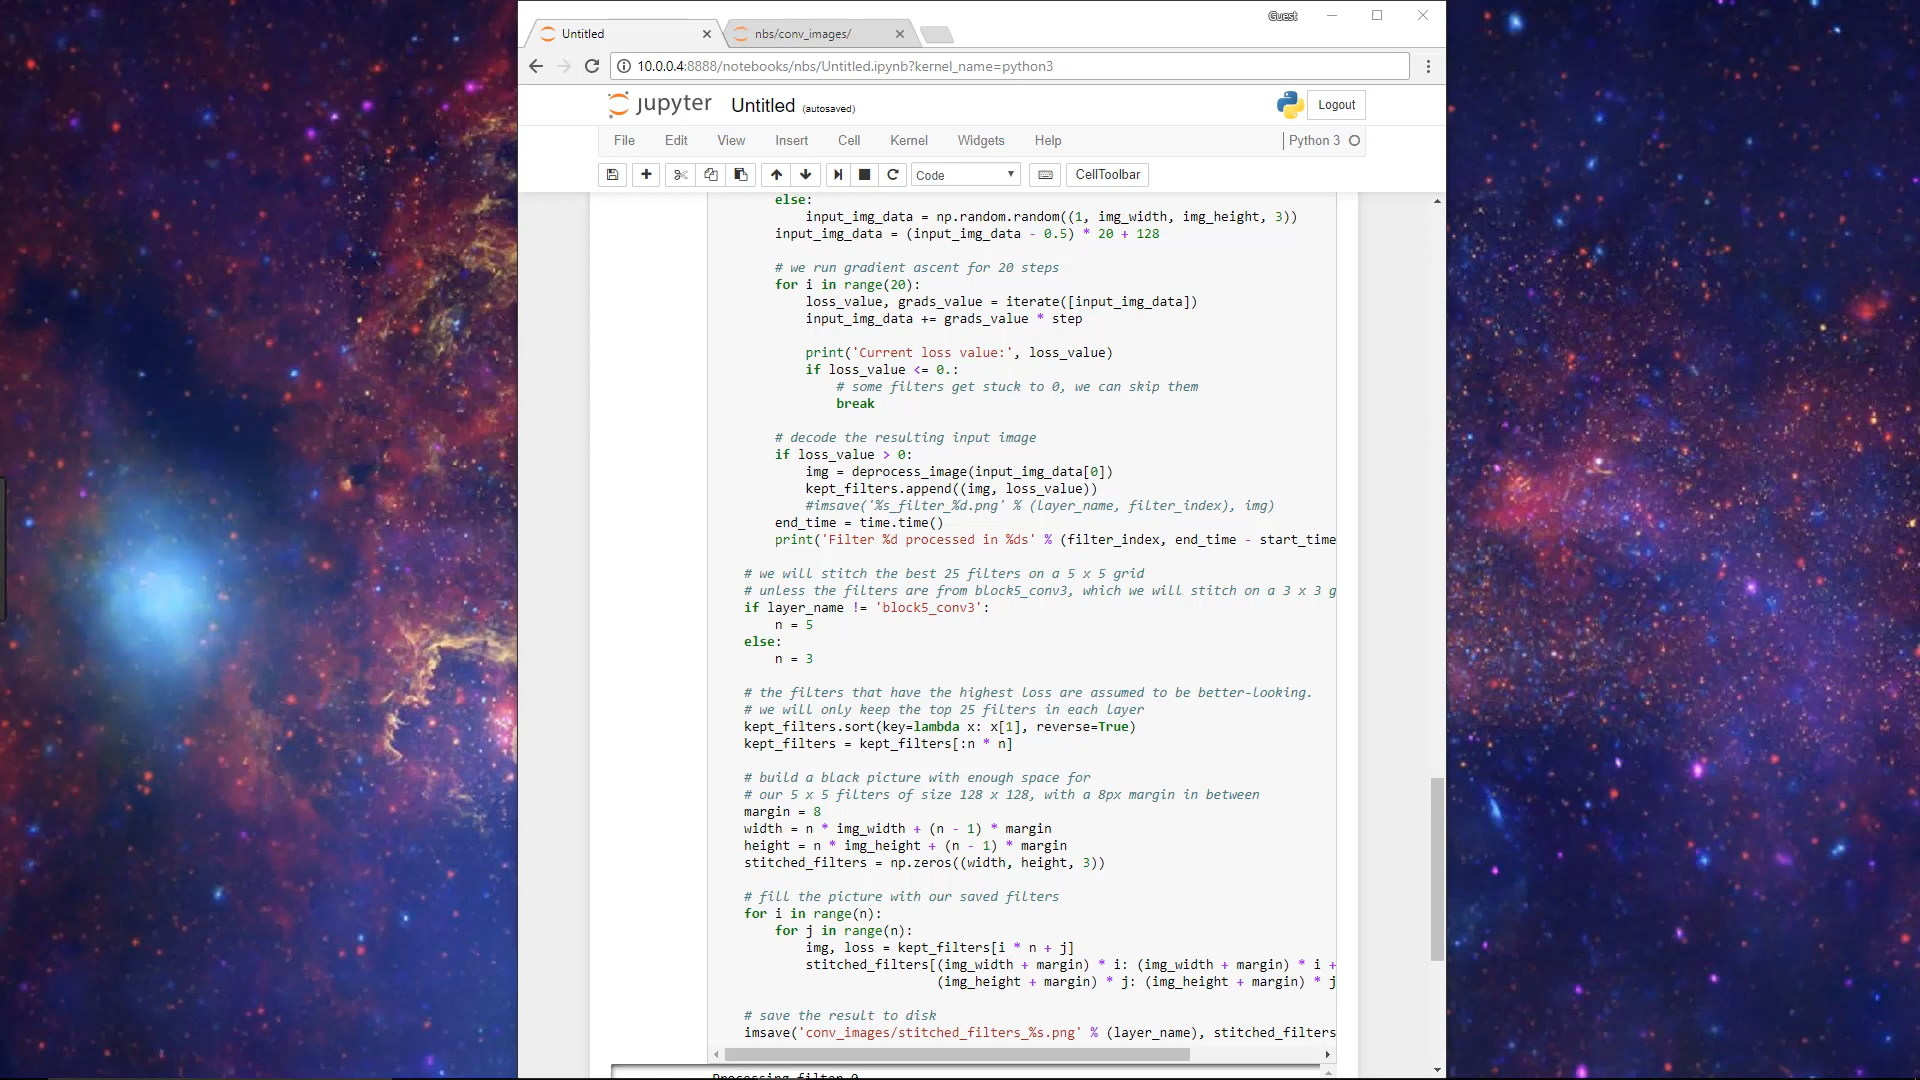 Guest
Untitled
nbs/conv_images/
10.0.0.4:8888/notebooks/nbs/Untitled.ipynb?kernel_name=python3
jupyter Untitled (autosaved)
Logout
File Edit View Insert Cell Kernel Widgets Help
Python 3
Code
CellToolbar
else:
input_img_data = np.random.random((1, img_width, img_height, 3))
input_img_data = (input_img_data - 0.5) * 20 + 128
# we run gradient ascent for 20 steps
for i in range(20):
loss_value, grads_value = iterate([input_img_data])
input_img_data += grads_value * step
print('Current loss value:', loss_value)
if loss_value <= 0.:
# some filters get stuck to 0, we can skip them
break
# decode the resulting input image
if loss_value > 0:
img = deprocess_image(input_img_data[0])
kept_filters.append((img, loss_value))
#imsave('%s_filter_%d.png' % (layer_name, filter_index), img)
end_time = time.time()
print('Filter %d processed in %ds' % (filter_index, end_time - start_time
# we will stitch the best 25 filters on a 5 x 5 grid
# unless the filters are from block5_conv3, which we will stitch on a 3 x 3 g
if layer_name != 'block5_conv3':
n = 5
else:
n = 3
# the filters that have the highest loss are assumed to be better-looking.
# we will only keep the top 25 filters in each layer
kept_filters.sort(key=lambda x: x[1], reverse=True)
kept_filters = kept_filters[:n * n]
# build a black picture with enough space for
# our 5 x 5 filters of size 128 x 128, with a 8px margin in between
margin = 8
width = n * img_width + (n - 1) * margin
height = n * img_height + (n - 1) * margin
stitched_filters = np.zeros((width, height, 3))
# fill the picture with our saved filters
for i in range(n):
for j in range(n):
img, loss = kept_filters[i * n + j]
stitched_filters[(img_width + margin) * i: (img_width + margin) * i +
(img_height + margin) * j: (img_height + margin) * j
# save the result to disk
imsave('conv_images/stitched_filters_%s.png' % (layer_name), stitched_filters
Processing filter 0